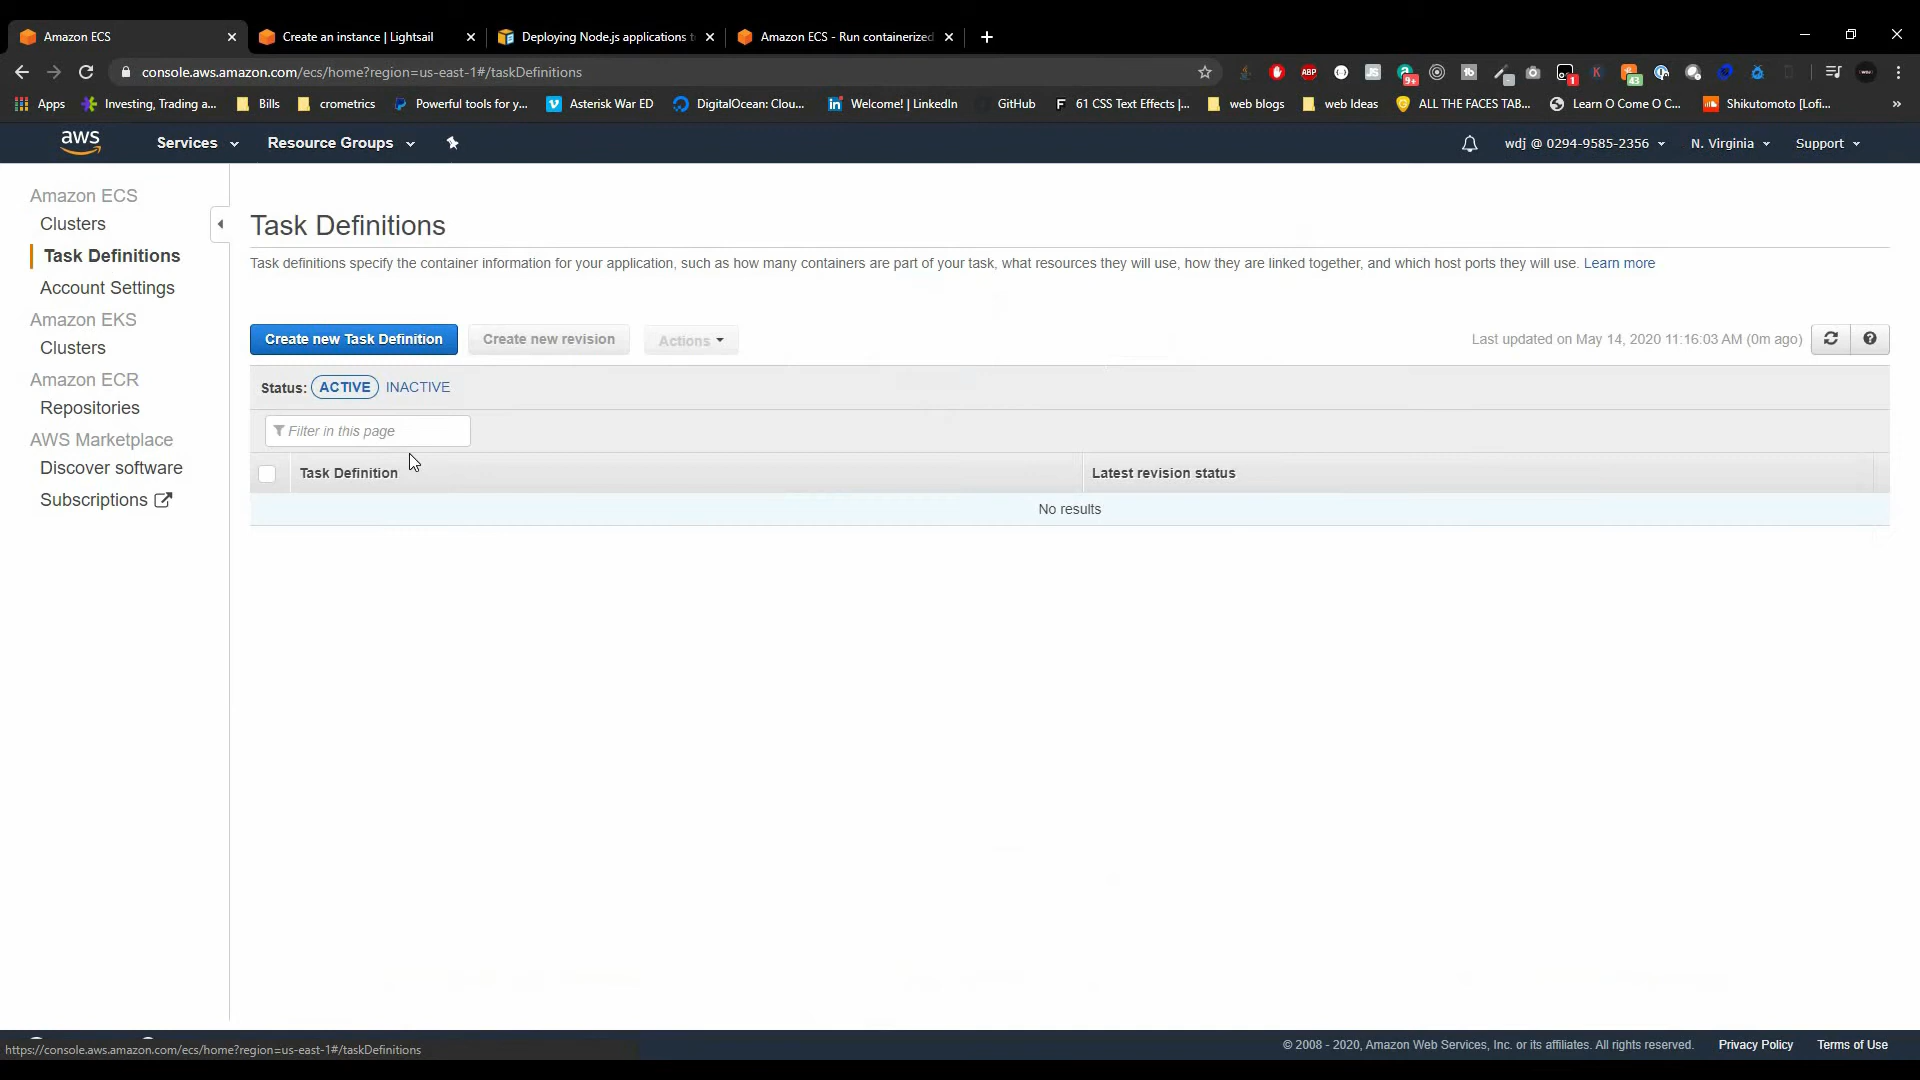 Amazon ECS
Create an instance | Lightsail
Deploying Node.js applications t
Amazon ECS - Run containerized
console.aws.amazon.com/ecs/home?region=us-east-1#/taskDefinitions
ABP
JS
9+
1
K
43
Apps
Investing, Trading a...
Bills
crometrics
Powerful tools for y...
Asterisk War ED
DigitalOcean: Clou...
Welcome! | LinkedIn
GitHub
61 CSS Text Effects |...
web blogs
web Ideas
ALL THE FACES TAB...
Learn O Come O C...
Shikutomoto [Lofi...
»
aws
Services
Resource Groups
wdj @ 0294-9585-2356
N. Virginia
Support
Amazon ECS
Clusters
Task Definitions
Account Settings
Amazon EKS
Clusters
Amazon ECR
Repositories
AWS Marketplace
Discover software
Subscriptions
Task Definitions
Task definitions specify the container information for your application, such as how many containers are part of your task, what resources they will use, how they are linked together, and which host ports they will use. Learn more
Create new Task Definition
Create new revision
Actions
Last updated on May 14, 2020 11:16:03 AM (0m ago)
Status: ACTIVE INACTIVE
Filter in this page
Task Definition
Latest revision status
No results
https://console.aws.amazon.com/ecs/home?region=us-east-1#/taskDefinitions
© 2008 - 2020, Amazon Web Services, Inc. or its affiliates. All rights reserved.
Privacy Policy
Terms of Use